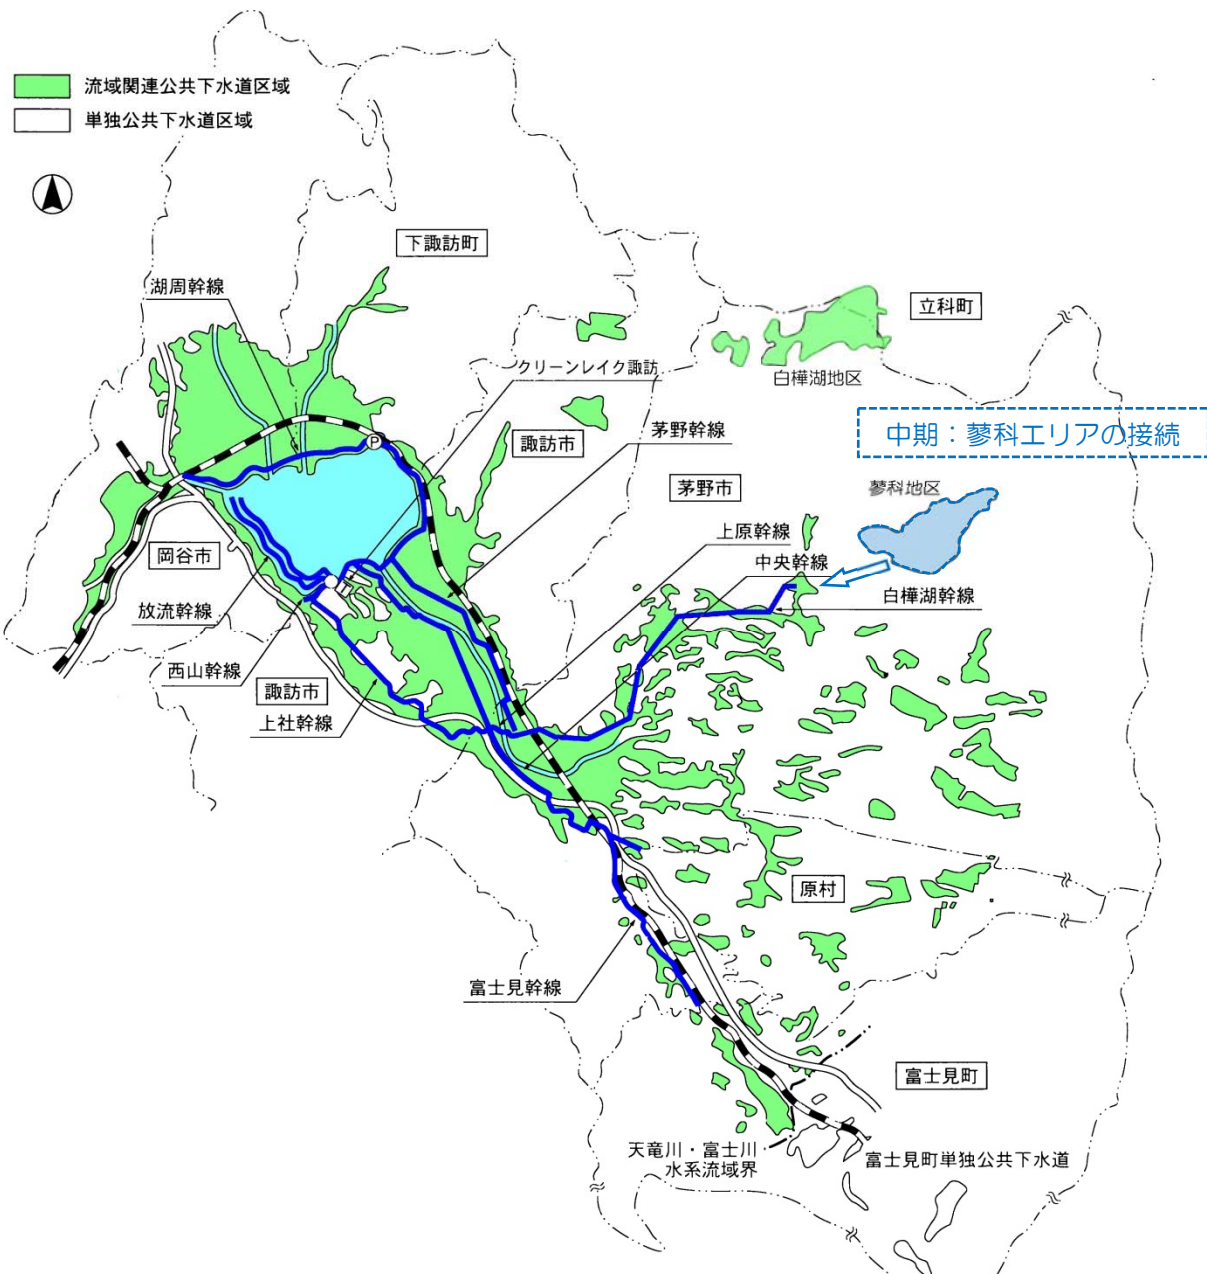 流域関連公共下水道区域
単独公共下水道区域
下諏訪町
湖周幹線
立科町
クリーンレイク諏訪
白樺湖地区
中期：蓼科エリアの接続
茅野幹線
諏訪市
P
茅野市
蓼科地区
上原幹線
岡谷市
中央幹線
白樺湖幹線
放流幹線
西山幹線
諏訪市
上社幹線
原村
富士見幹線
富士見町
天竜川・富士川
水系流域界
富士見町単独公共下水道